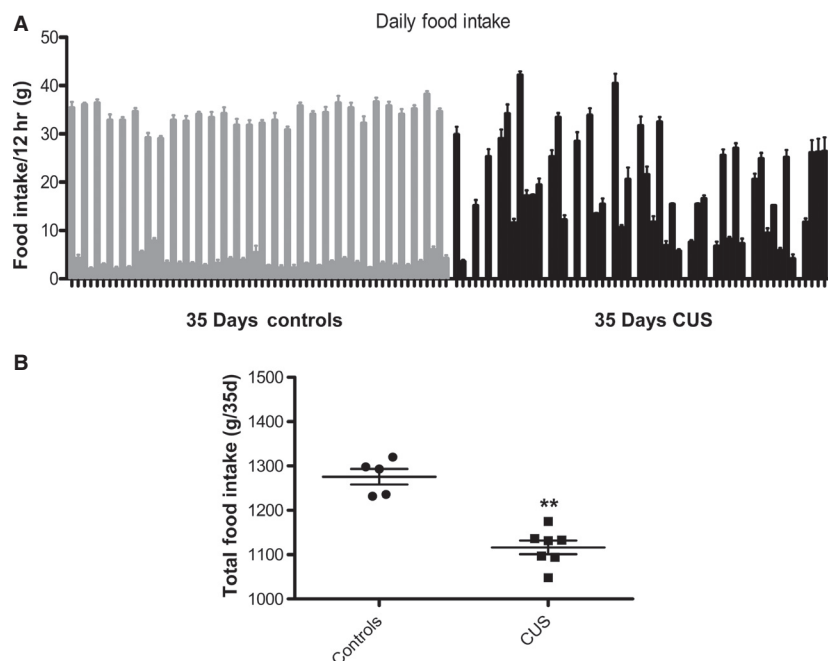 A
Daily food intake
Food intake/12 hr (g)
50
40
30
20
10
0
35 Days controls
35 Days CUS
B
Total food intake (g/35d)
1500
1400
1300
1200
1100
1000
**
Controls
CUS